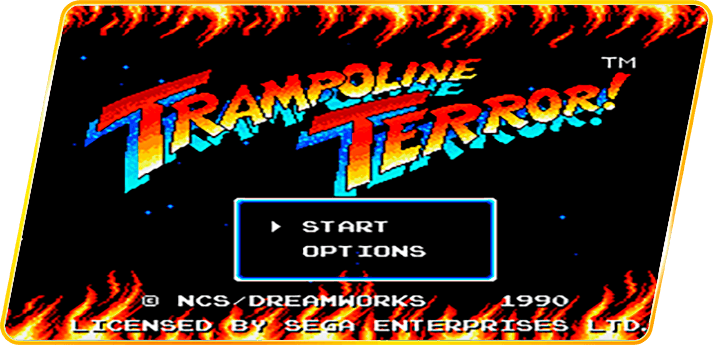 TRAMPOLINE
TERROR!
TM
START
OPTIONS
© NCS/DREAMWORKS 1990
LICENSED BY SEGA ENTERPRISES LTD.